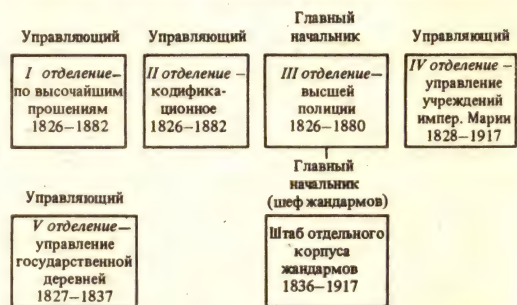 Управляющий
I отделение—
по высочайшим
прошениям
1826—1882
Управляющий
II отделение —
кодифика-
ционное
1826—1882
Главный
начальник
III отделение—
высшей
полиции
1826—1880
Управляющий
IV отделение —
управление
учреждений
импер. Марии
1828—1917
Управляющий
V отделение—
управление
государственной
деревней
1827—1837
Главный
начальник
(шеф жандармов)
Штаб отдельного
корпуса
жандармов
1836—1917